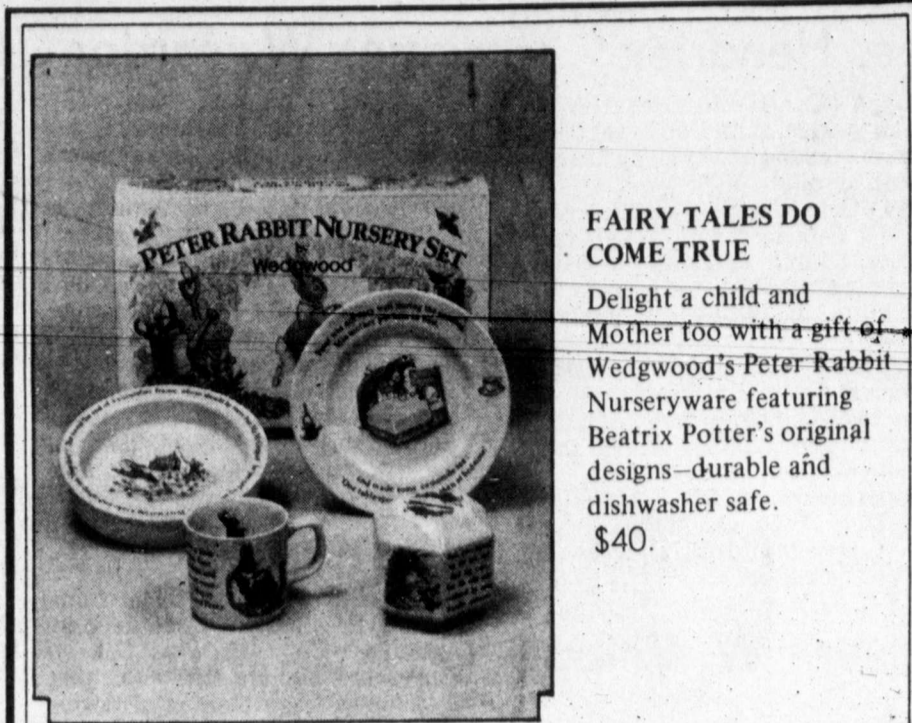 PETER RABBIT NURSERY SET
Wedgwood
FAIRY TALES DO
COME TRUE
Delight a child and
Mother too with a gift of
Wedgwood's Peter Rabbit
Nurseryware featuring
Beatrix Potter's original
designs—durable and
dishwasher safe.
$40.